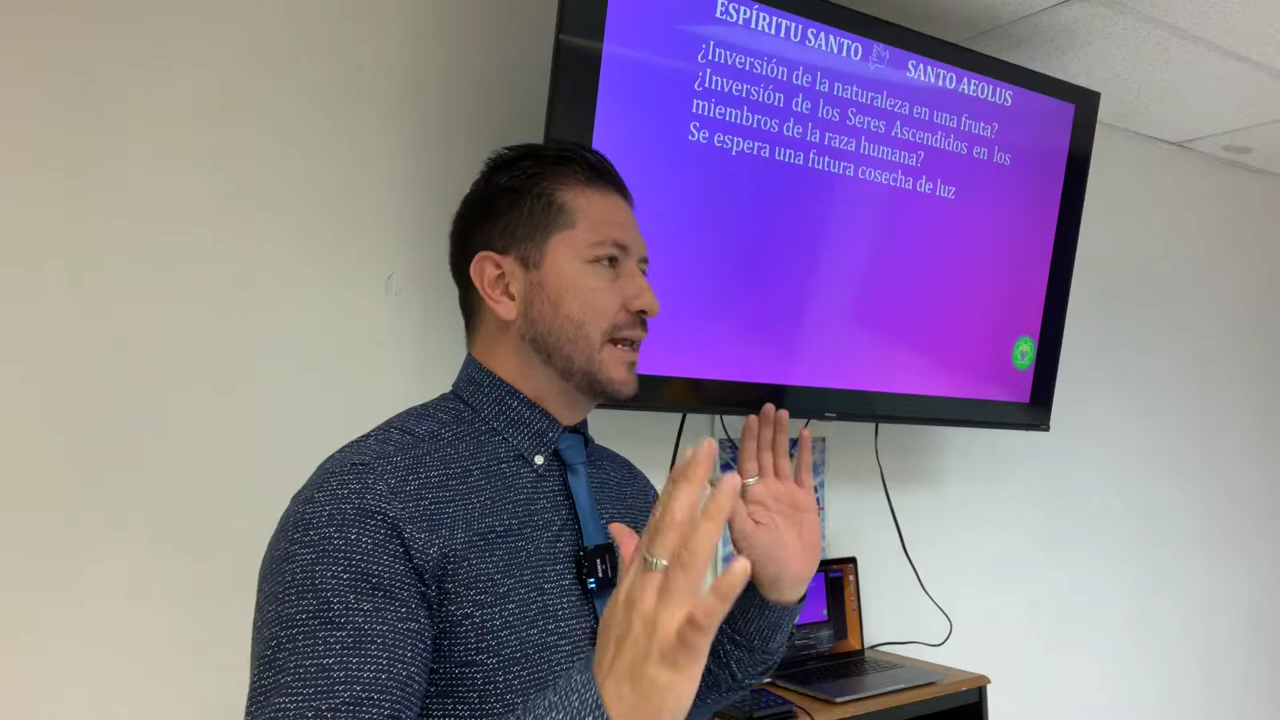 ESPÍRITU SANTO SANTO AEOLUS
¿Inversión de la naturaleza en una fruta?
¿Inversión de los Seres Ascendidos en los
miembros de la raza humana?
Se espera una futura cosecha de luz